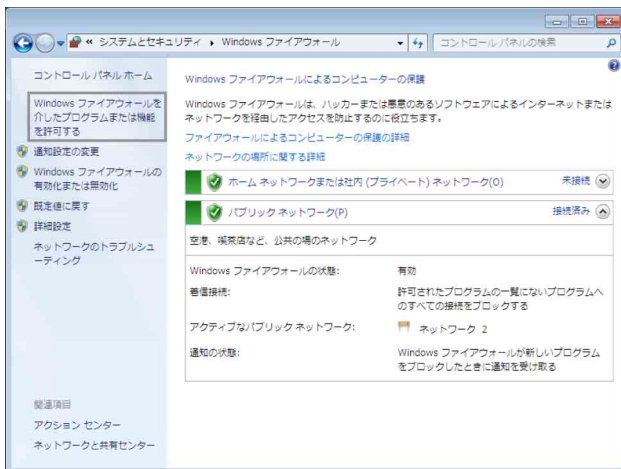 « システムとセキュリティ ▸ Windows ファイアウォール
コントロール パネルの検索
コントロール パネル ホーム
Windows ファイアウォールを
介したプログラムまたは機能
を許可する
通知設定の変更
Windows ファイアウォールの
有効化または無効化
既定値に戻す
詳細設定
ネットワークのトラブルシュ
ーティング
関連項目
アクション センター
ネットワークと共有センター
Windows ファイアウォールによるコンピューターの保護
Windows ファイアウォールは、ハッカーまたは悪意のあるソフトウェアによるインターネットまたは
ネットワークを経由したアクセスを防止するのに役立ちます。
ファイアウォールによるコンピューターの保護の詳細
ネットワークの場所に関する詳細
ホーム ネットワークまたは社内 (プライベート) ネットワーク(O) 未接続
パブリック ネットワーク(P) 接続済み
空港、喫茶店など、公共の場のネットワーク
Windows ファイアウォールの状態: 有効
着信接続: 許可されたプログラムの一覧にないプログラムへ
のすべての接続をブロックする
アクティブなパブリック ネットワーク: ネットワーク 2
通知の状態: Windows ファイアウォールが新しいプログラム
をブロックしたときに通知を受け取る